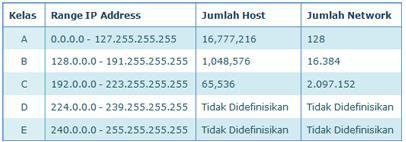 Kelas Range IP Address Jumlah Host Jumlah Network
A 0.0.0.0 - 127.255.255.255 16,777,216 128
B 128.0.0.0 - 191.255.255.255 1,048,576 16.384
C 192.0.0.0 - 223.255.255.255 65,536 2.097.152
D 224.0.0.0 - 239.255.255.255 Tidak Didefinisikan Tidak Didefinisikan
E 240.0.0.0 - 255.255.255.255 Tidak Didefinisikan Tidak Didefinisikan